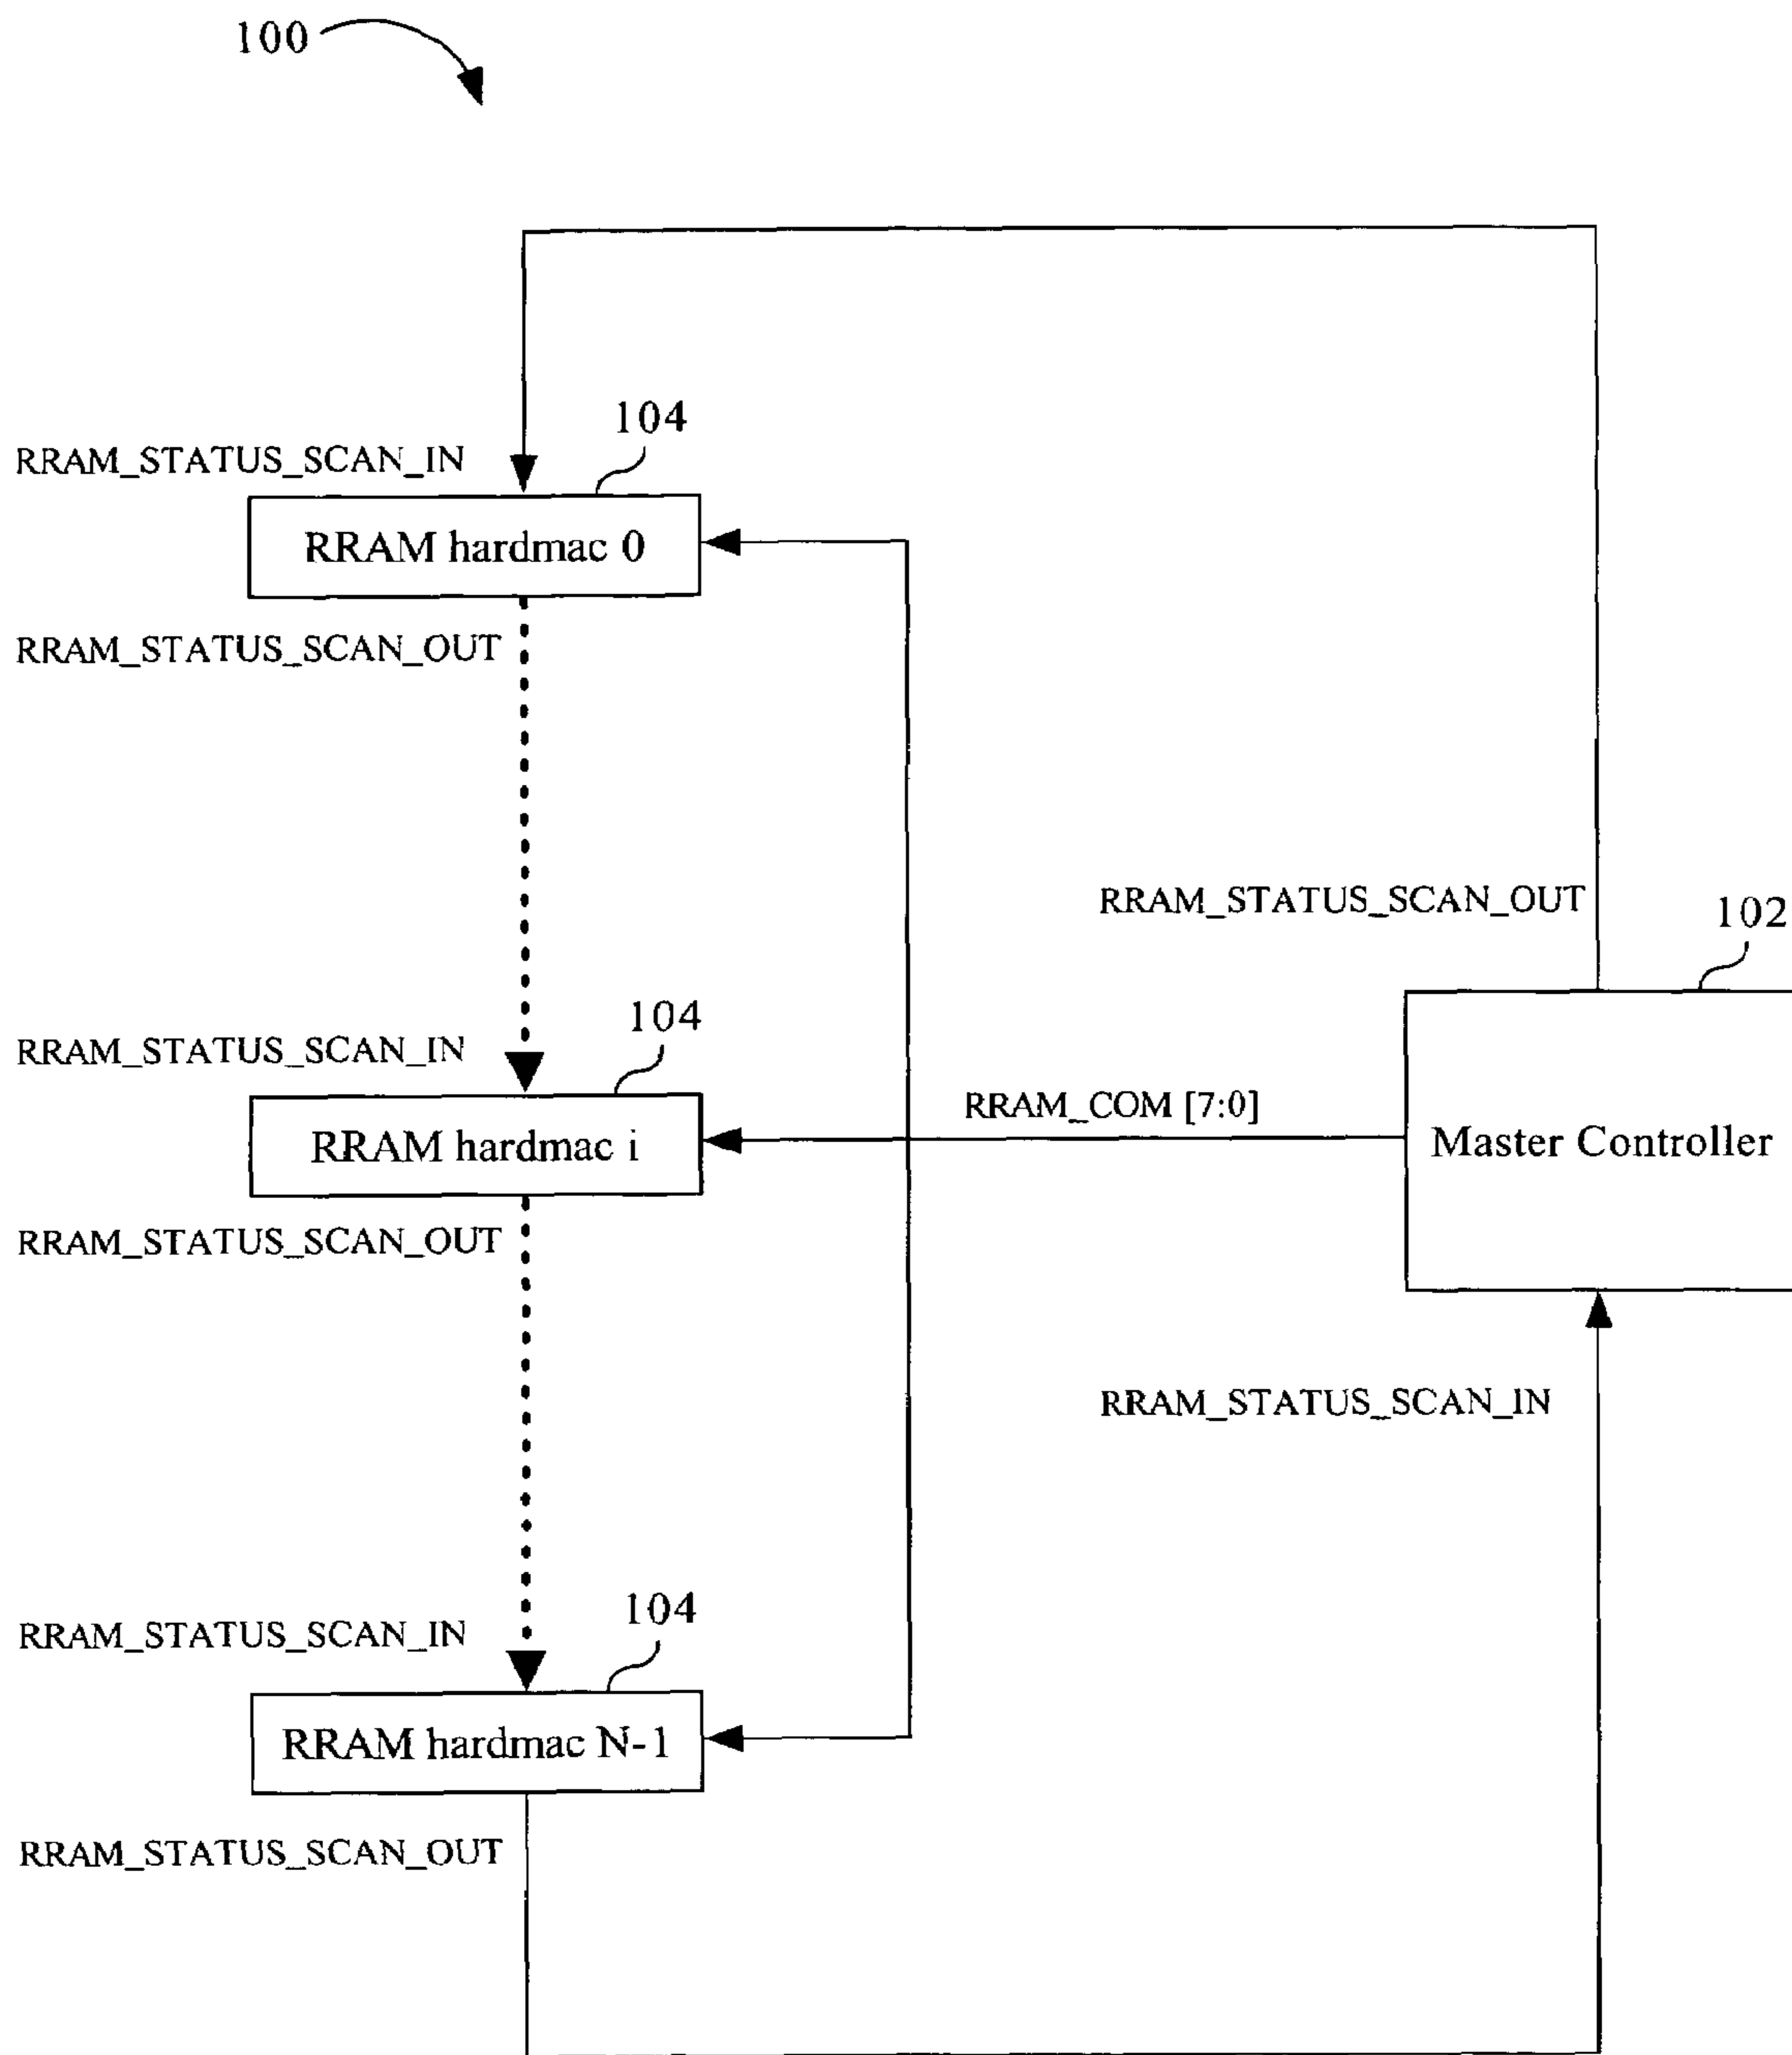 100
104
RRAM_STATUS_SCAN_IN
RRAM hardmac 0
RRAM_STATUS_SCAN_OUT
RRAM_STATUS_SCAN_OUT
102
104
RRAM_STATUS_SCAN_IN
RRAM_COM [7:0]
RRAM hardmac i
Master Controller
RRAM_STATUS_SCAN_OUT
RRAM_STATUS_SCAN_IN
104
RRAM_STATUS_SCAN_IN
RRAM hardmac N-1
RRAM_STATUS_SCAN_OUT